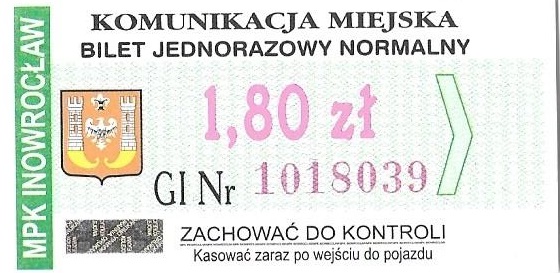 KOMUNIKACJA MIEJSKA
BILET JEDNORAZOWY NORMALNY
MPK INOWROCŁAW
1,80 zł
GI Nr 1018039
ZACHOWAĆ DO KONTROLI
Kasować zaraz po wejściu do pojazdu